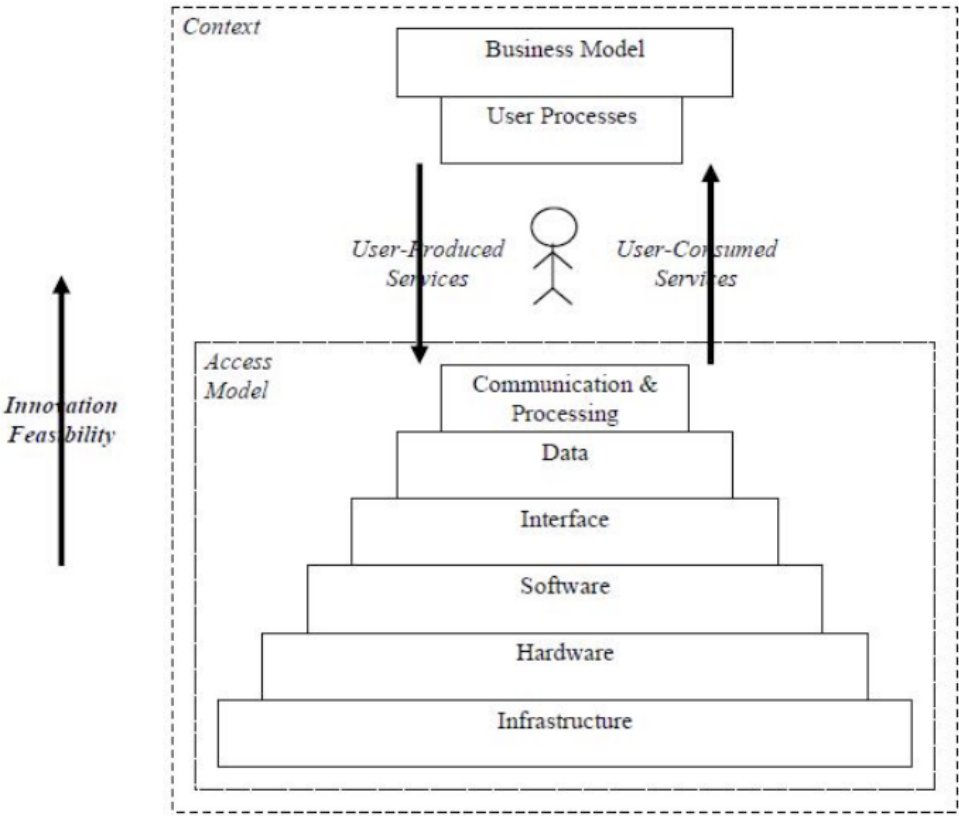 Context
Business Model
User Processes
User-Produced
Services
User-Consumed
Services
Innovation
Feasibility
Access
Model
Communication &
Processing
Data
Interface
Software
Hardware
Infrastructure